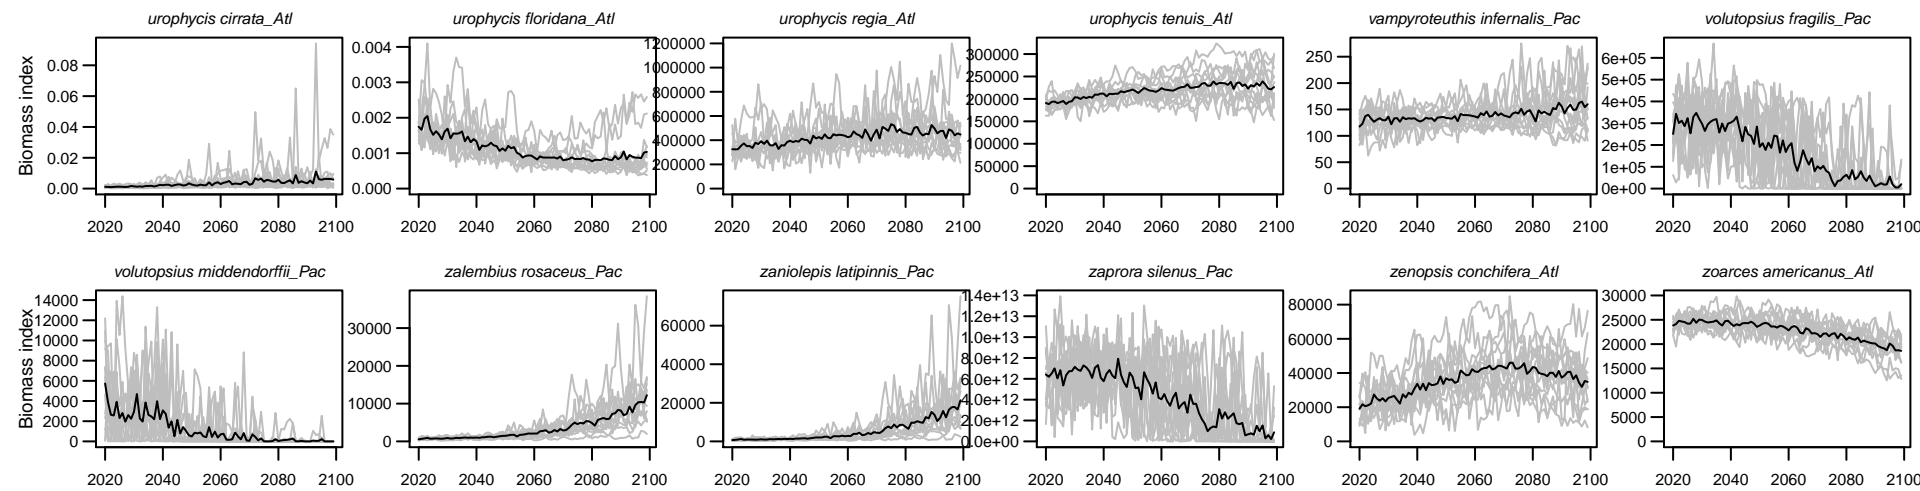 urophycis cirrata_Atl
urophycis floridana_Atl
urophycis regia_Atl
urophycis tenuis_Atl
vampyroteuthis infernalis_Pac
volutopsius fragilis_Pac
Biomass index
0.08
0.06
0.04
0.02
0.00
0.004
0.003
0.002
0.001
0.000
1200000
1000000
800000
600000
400000
200000
0
300000
250000
200000
150000
100000
50000
0
250
200
150
100
50
0
6e+05
5e+05
4e+05
3e+05
2e+05
1e+05
0e+00
2020 2040 2060 2080 2100
2020 2040 2060 2080 2100
2020 2040 2060 2080 2100
2020 2040 2060 2080 2100
2020 2040 2060 2080 2100
2020 2040 2060 2080 2100
volutopsius middendorffii_Pac
zalembius rosaceus_Pac
zaniolepis latipinnis_Pac
zaprora silenus_Pac
zenopsis conchifera_Atl
zoarces americanus_Atl
Biomass index
14000
12000
10000
8000
6000
4000
2000
0
30000
20000
10000
0
60000
40000
20000
0
1.4e+13
1.2e+13
1.0e+13
8.0e+12
6.0e+12
4.0e+12
2.0e+12
0.0e+00
80000
60000
40000
20000
0
30000
25000
20000
15000
10000
5000
0
2020 2040 2060 2080 2100
2020 2040 2060 2080 2100
2020 2040 2060 2080 2100
2020 2040 2060 2080 2100
2020 2040 2060 2080 2100
2020 2040 2060 2080 2100